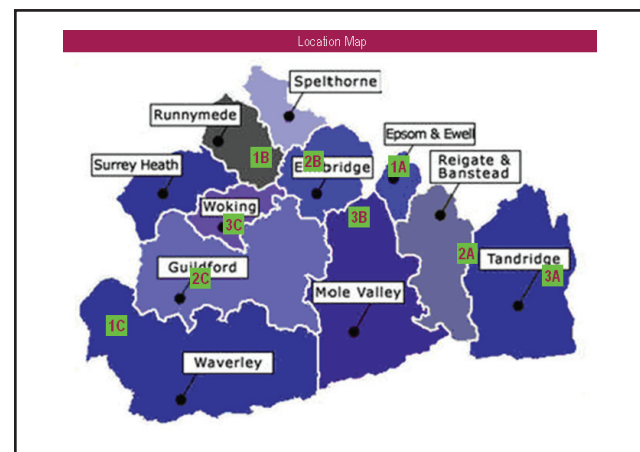 Location Map
Spelthorne
Runnymede
Epsom & Ewell
1B
2B
Surrey Heath
Elmbridge
1A
Reigate &
Banstead
Woking
3C
3B
Guildford
2C
2A
Tandridge
3A
Mole Valley
1C
Waverley